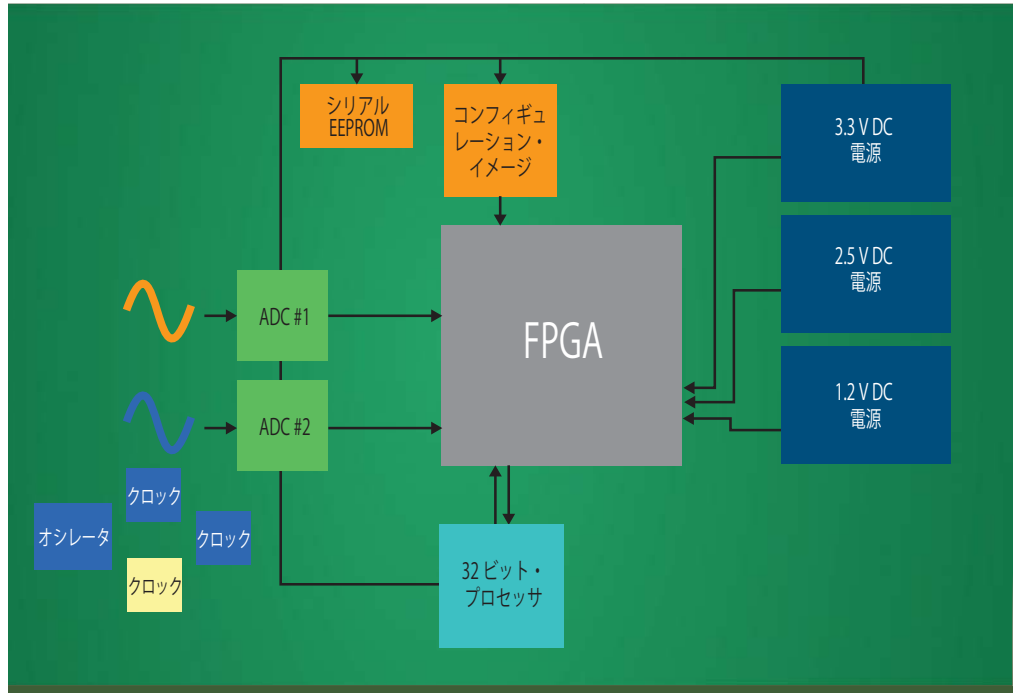 シリアル
EEPROM
コンフィギュ
レーション・
イメージ
3.3 V DC
電源
2.5 V DC
電源
ADC #1
FPGA
1.2 V DC
電源
ADC #2
クロック
オシレータ
クロック
クロック
32 ビット・
プロセッサ